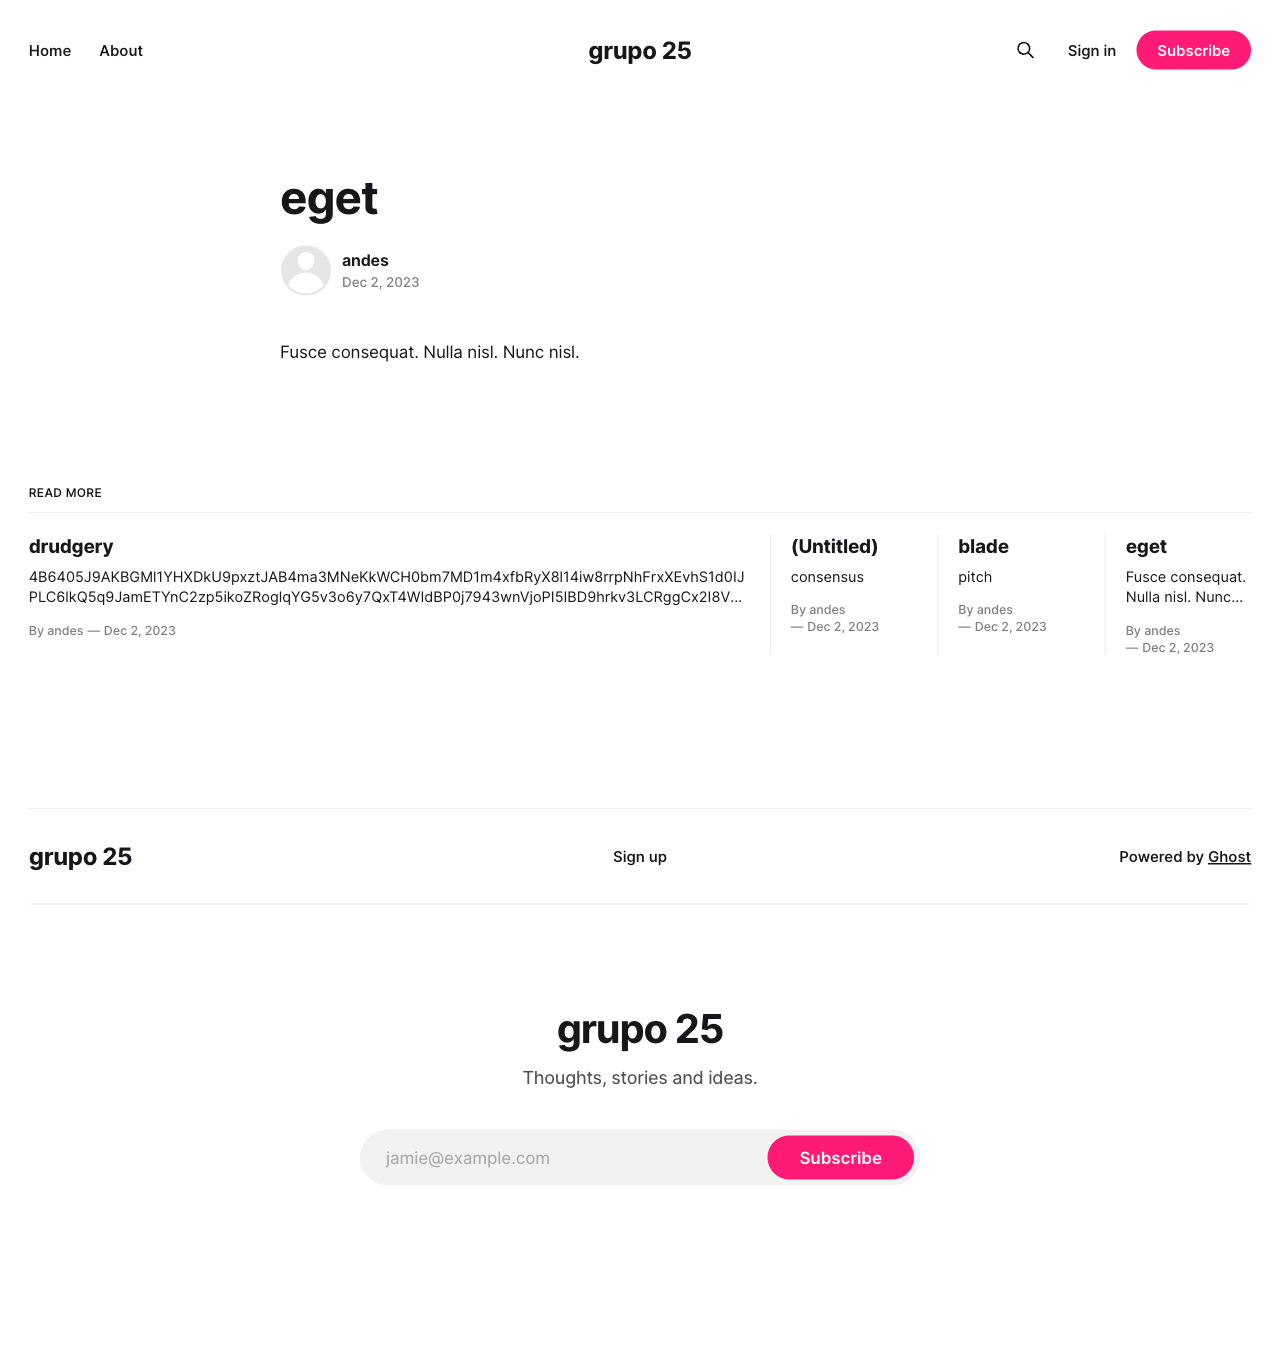 Home About grupo 25 Sign in Subscribe
eget
andes
Dec 2, 2023
Fusce consequat. Nulla nisl. Nunc nisl.
READ MORE
drudgery
4B6405J9AKBGMl1YHXDkU9pxztJAB4ma3MNeKkWCH0bm7MD1m4xfbRyX8l14iw8rrpNhFrxXEvhS1d0IJ
PLC6lkQ5q9JamETYnC2zp5ikoZRoglqYG5v3o6y7QxT4WldBP0j7943wnVjoPI5lBD9hrkv3LCRggCx2I8V...
By andes — Dec 2, 2023
(Untitled)
consensus
By andes
— Dec 2, 2023
blade
pitch
By andes
— Dec 2, 2023
eget
Fusce consequat.
Nulla nisl. Nunc...
By andes
— Dec 2, 2023
grupo 25 Sign up Powered by Ghost
grupo 25
Thoughts, stories and ideas.
jamie@example.com Subscribe